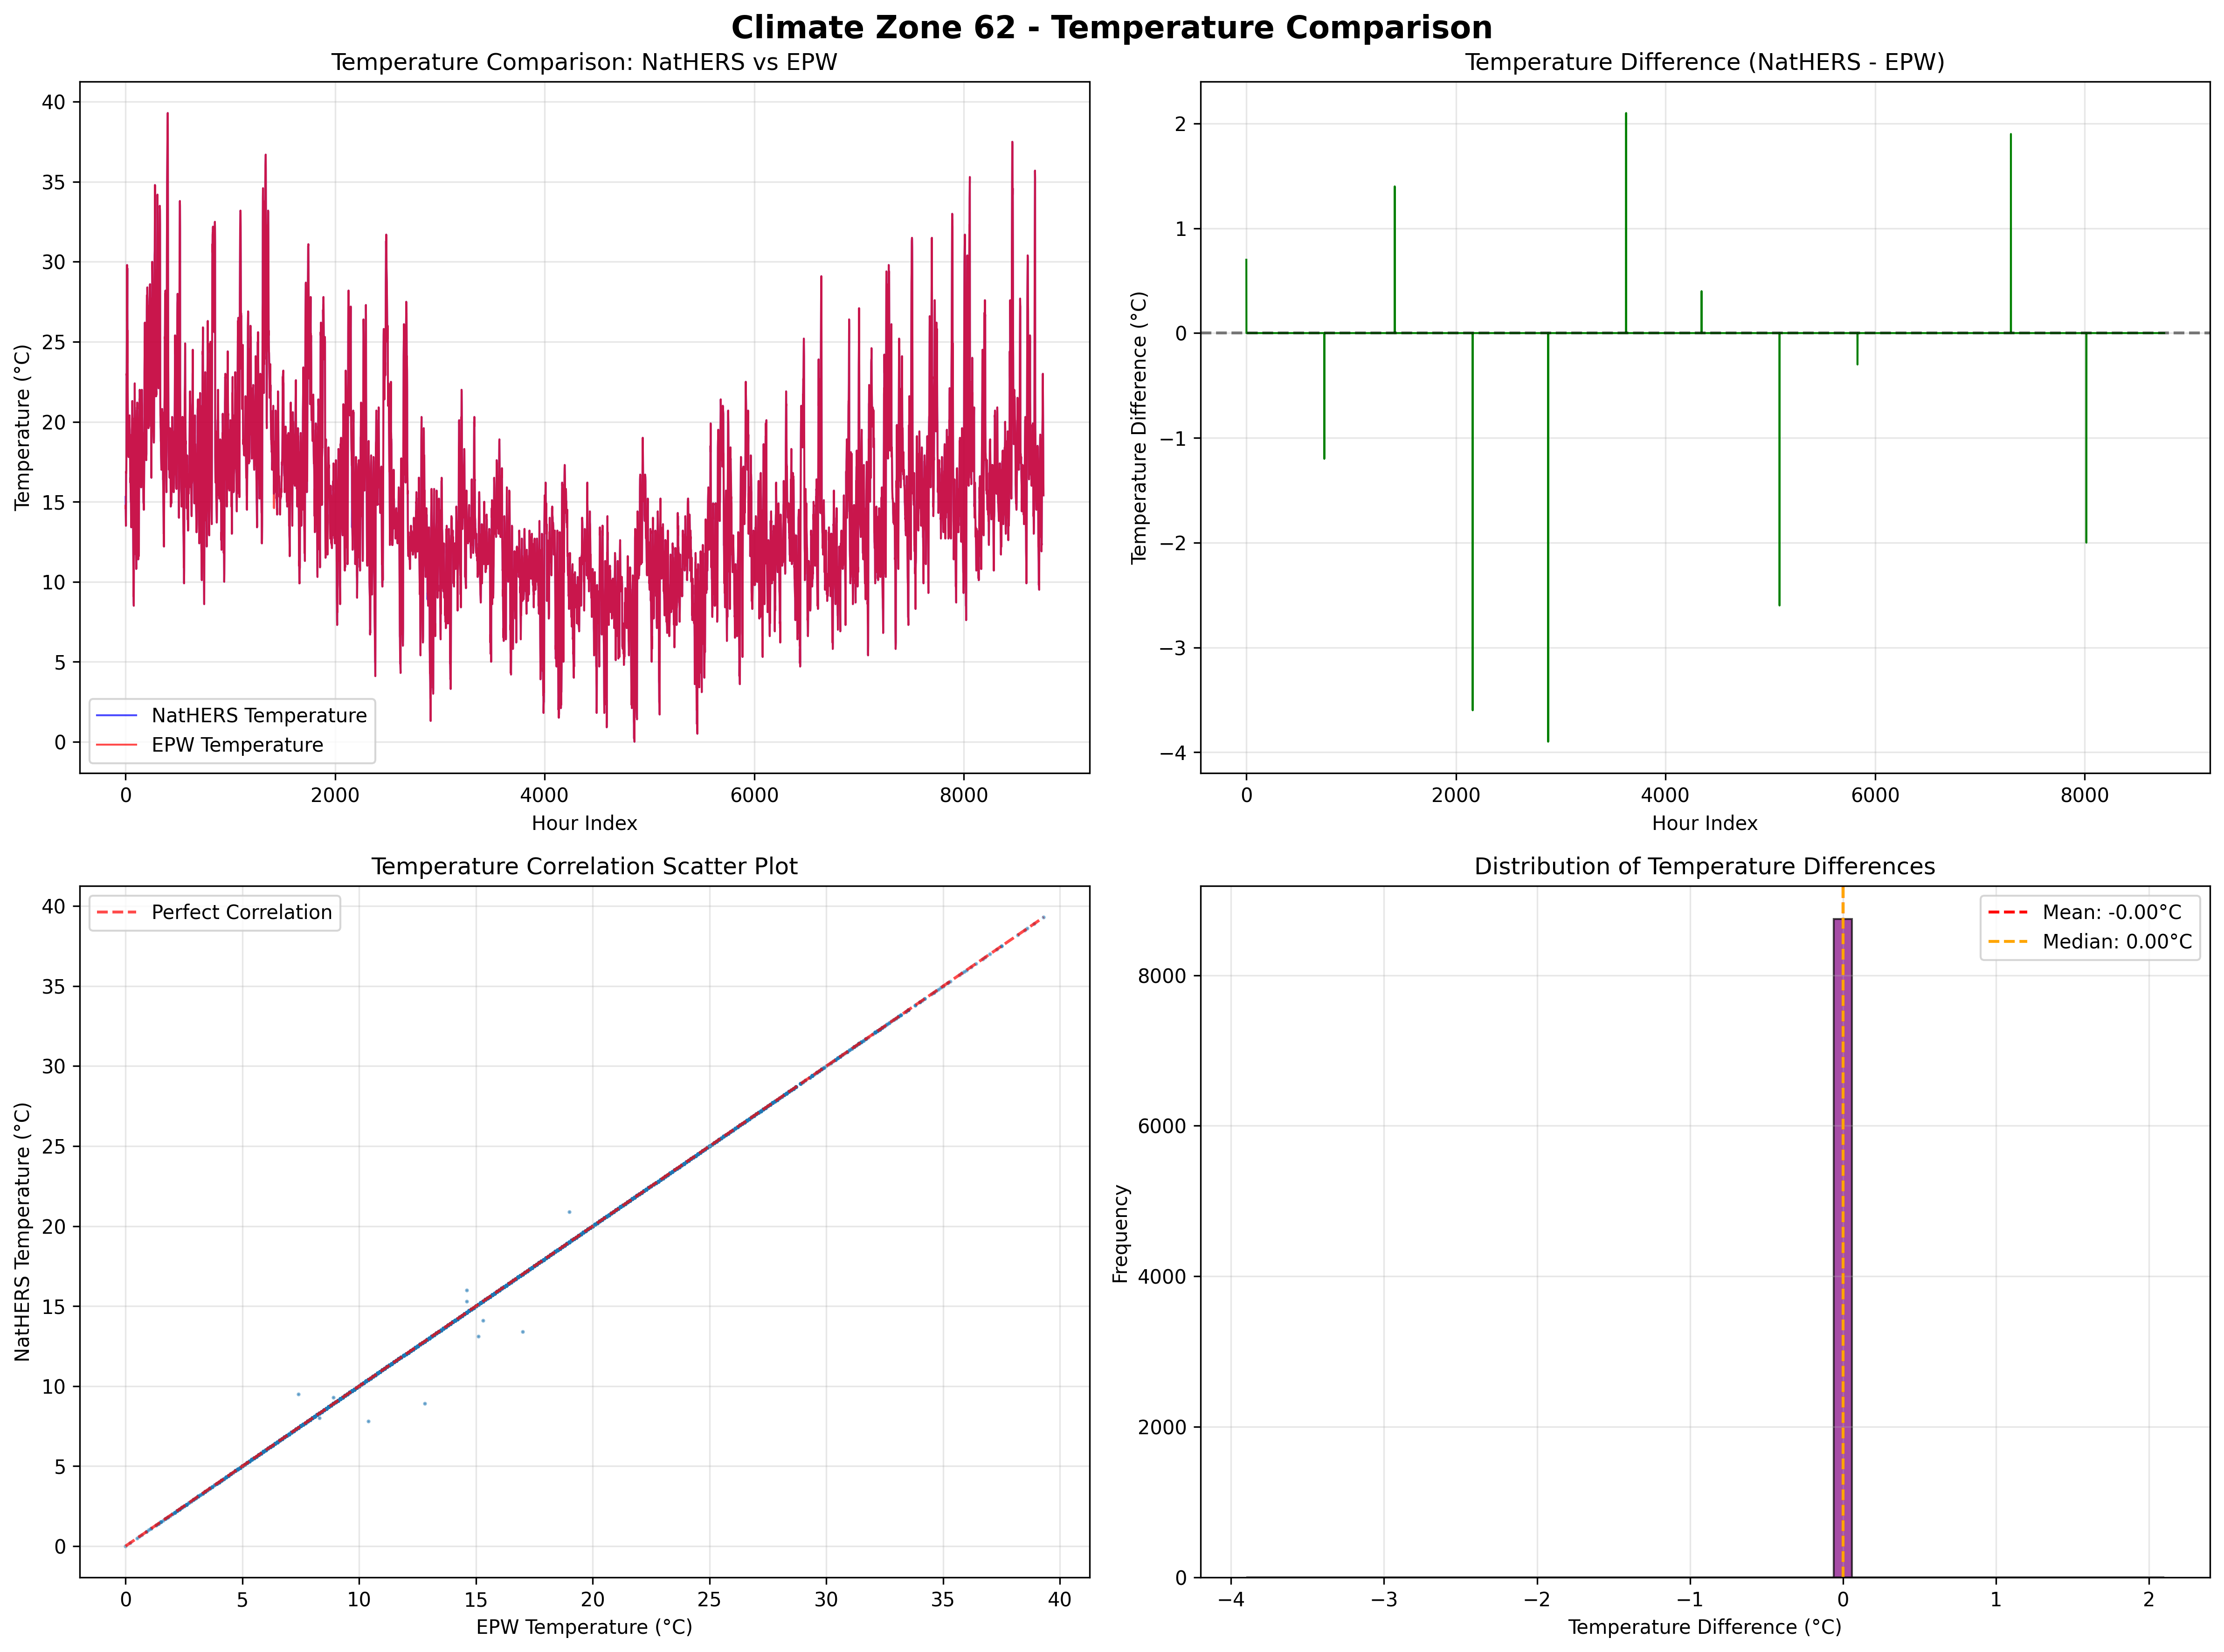 Climate Zone 62 - Temperature Comparison
Temperature Comparison: NatHERS vs EPW
40
35
30
25
20
15
10
5
0
Temperature (°C)
NatHERS Temperature
EPW Temperature
0 2000 4000 6000 8000
Hour Index
Temperature Difference (NatHERS - EPW)
2
1
0
−1
−2
−3
−4
Temperature Difference (°C)
0 2000 4000 6000 8000
Hour Index
Temperature Correlation Scatter Plot
Perfect Correlation
40
35
30
25
20
15
10
5
0
NatHERS Temperature (°C)
0 5 10 15 20 25 30 35 40
EPW Temperature (°C)
Distribution of Temperature Differences
Mean: -0.00°C
Median: 0.00°C
8000
6000
4000
2000
0
Frequency
−4 −3 −2 −1 0 1 2
Temperature Difference (°C)